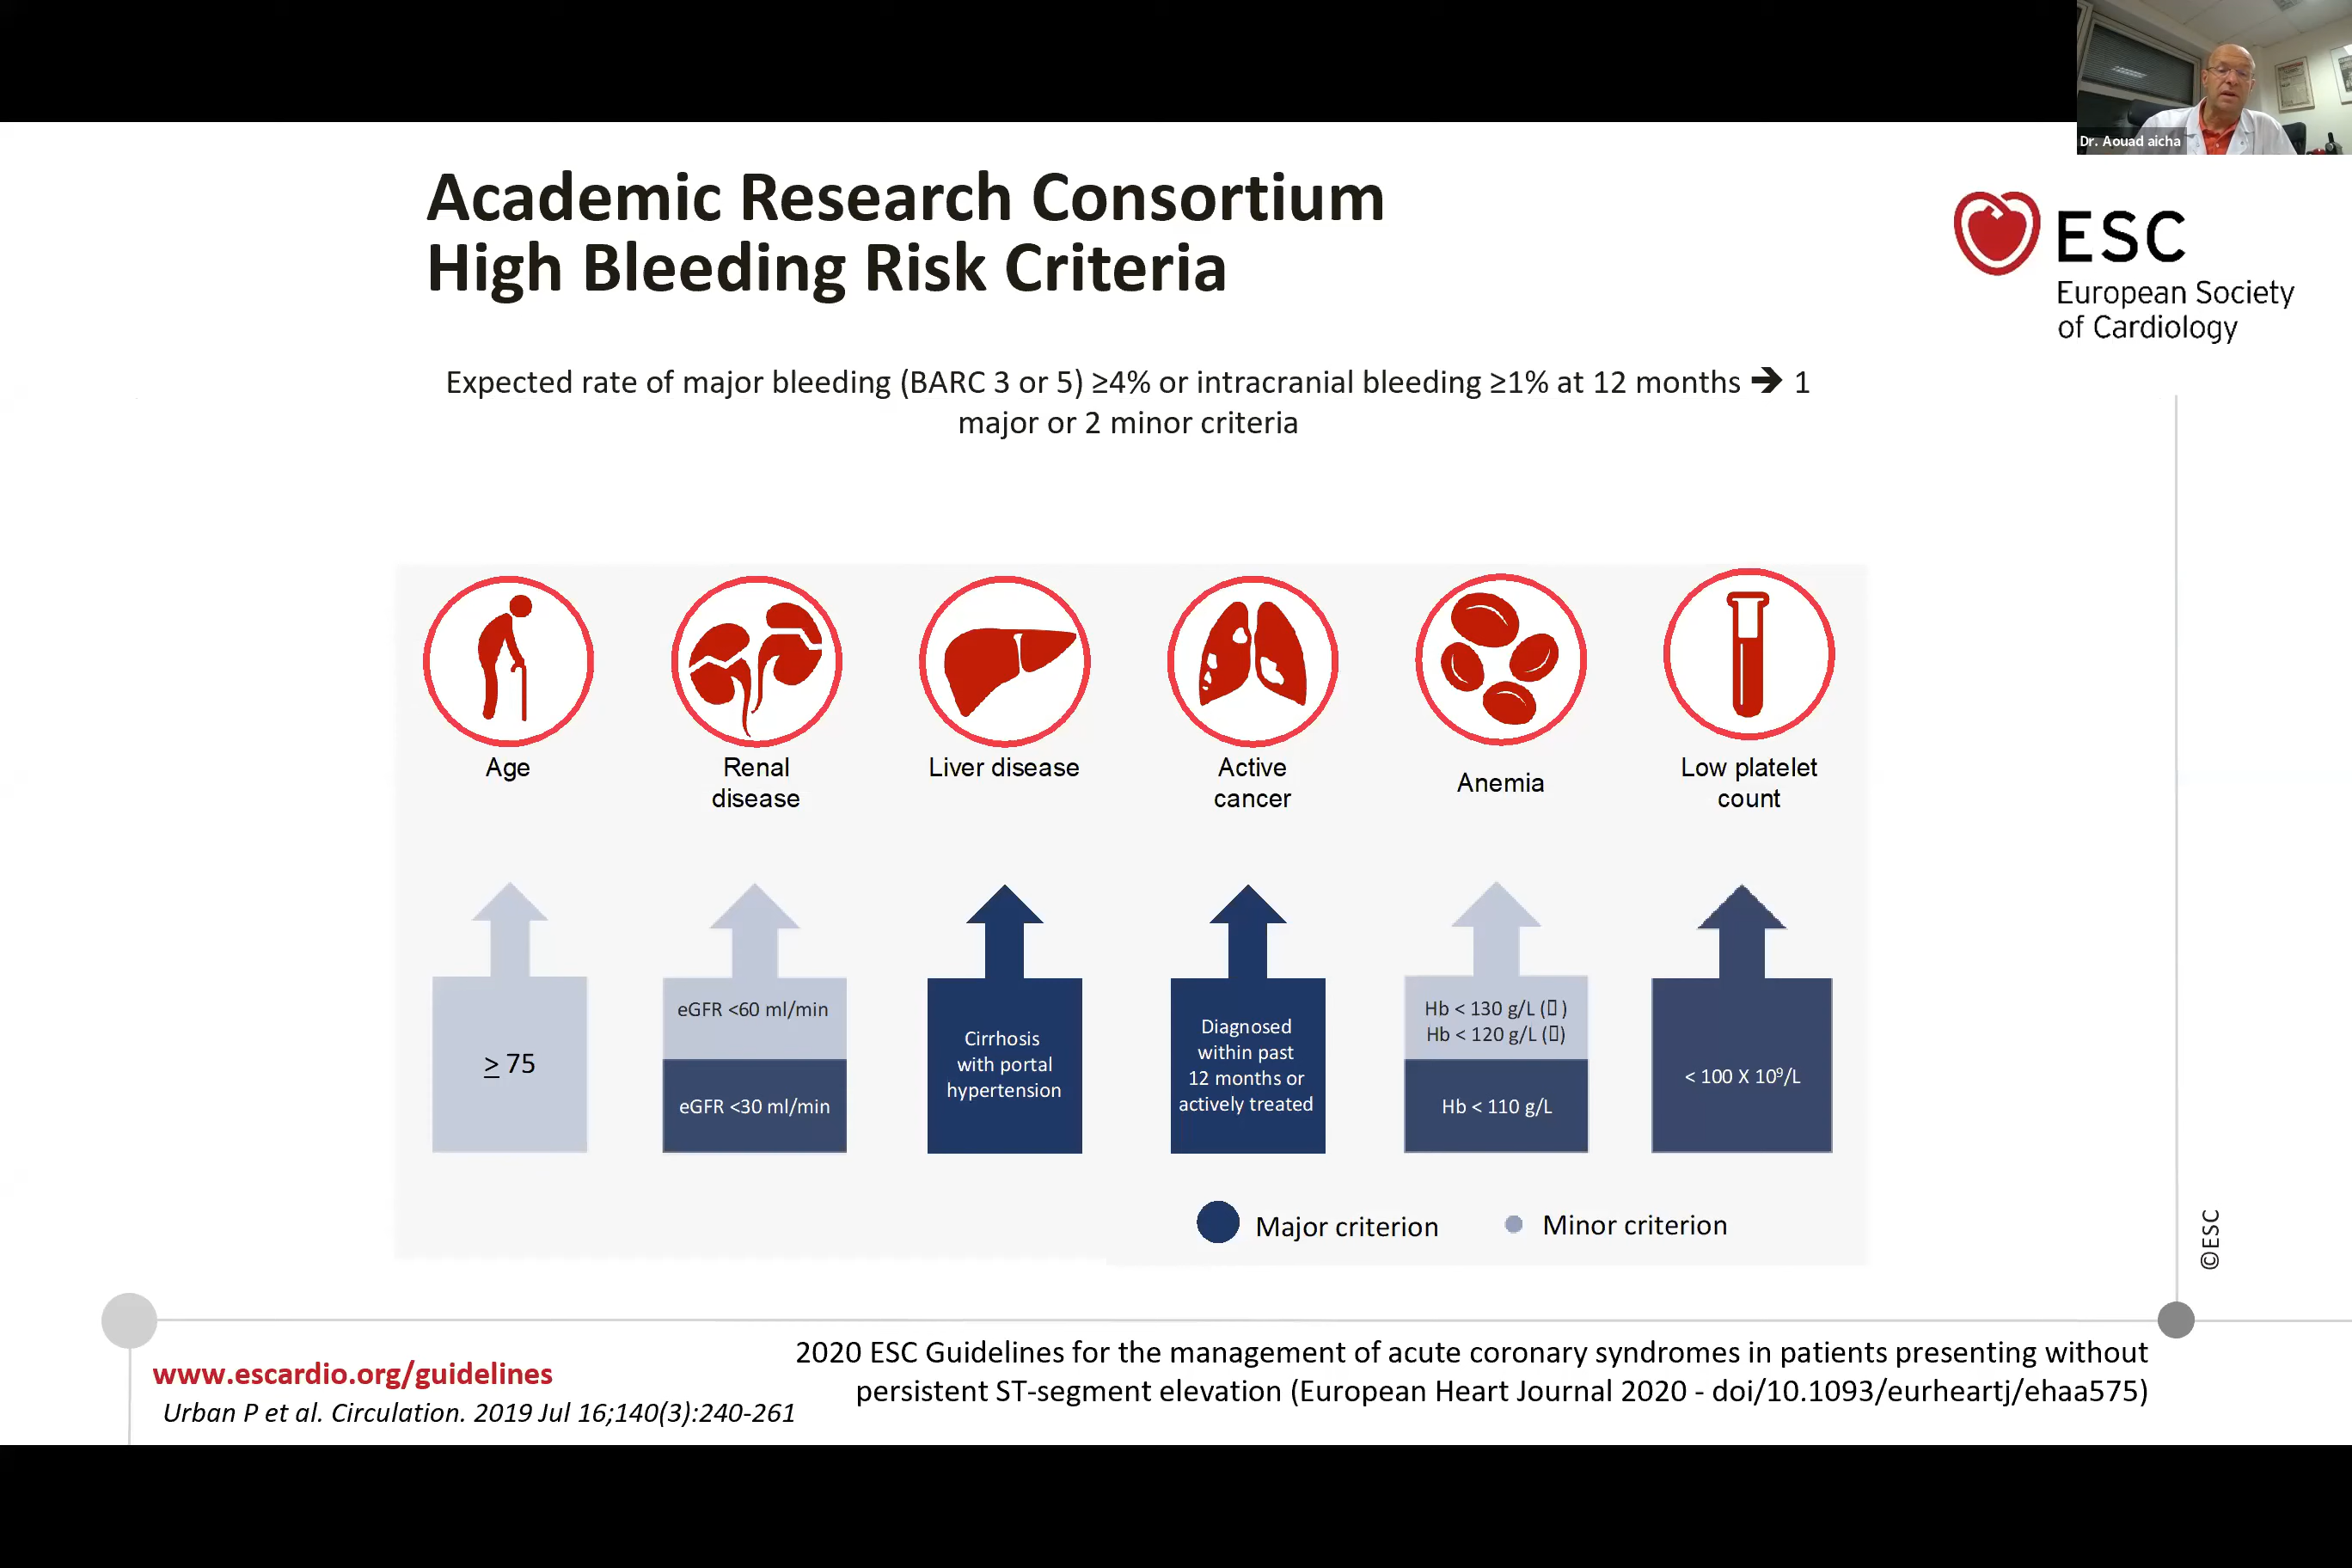 Dr. Aouad aicha
Academic Research Consortium
High Bleeding Risk Criteria
ESC
European Society
of Cardiology
Expected rate of major bleeding (BARC 3 or 5) ≥4% or intracranial bleeding ≥1% at 12 months 🡲 1
major or 2 minor criteria
Age
Renal
disease
Liver disease
Active
cancer
Anemia
Low platelet
count
≥ 75
eGFR <60 ml/min
eGFR <30 ml/min
Cirrhosis
with portal
hypertension
Diagnosed
within past
12 months or
actively treated
Hb < 130 g/L (▯ )
Hb < 120 g/L (▯)
Hb < 110 g/L
< 100 X 10⁹/L
Major criterion
Minor criterion
©ESC
www.escardio.org/guidelines
Urban P et al. Circulation. 2019 Jul 16;140(3):240-261
2020 ESC Guidelines for the management of acute coronary syndromes in patients presenting without
persistent ST-segment elevation (European Heart Journal 2020 - doi/10.1093/eurheartj/ehaa575)